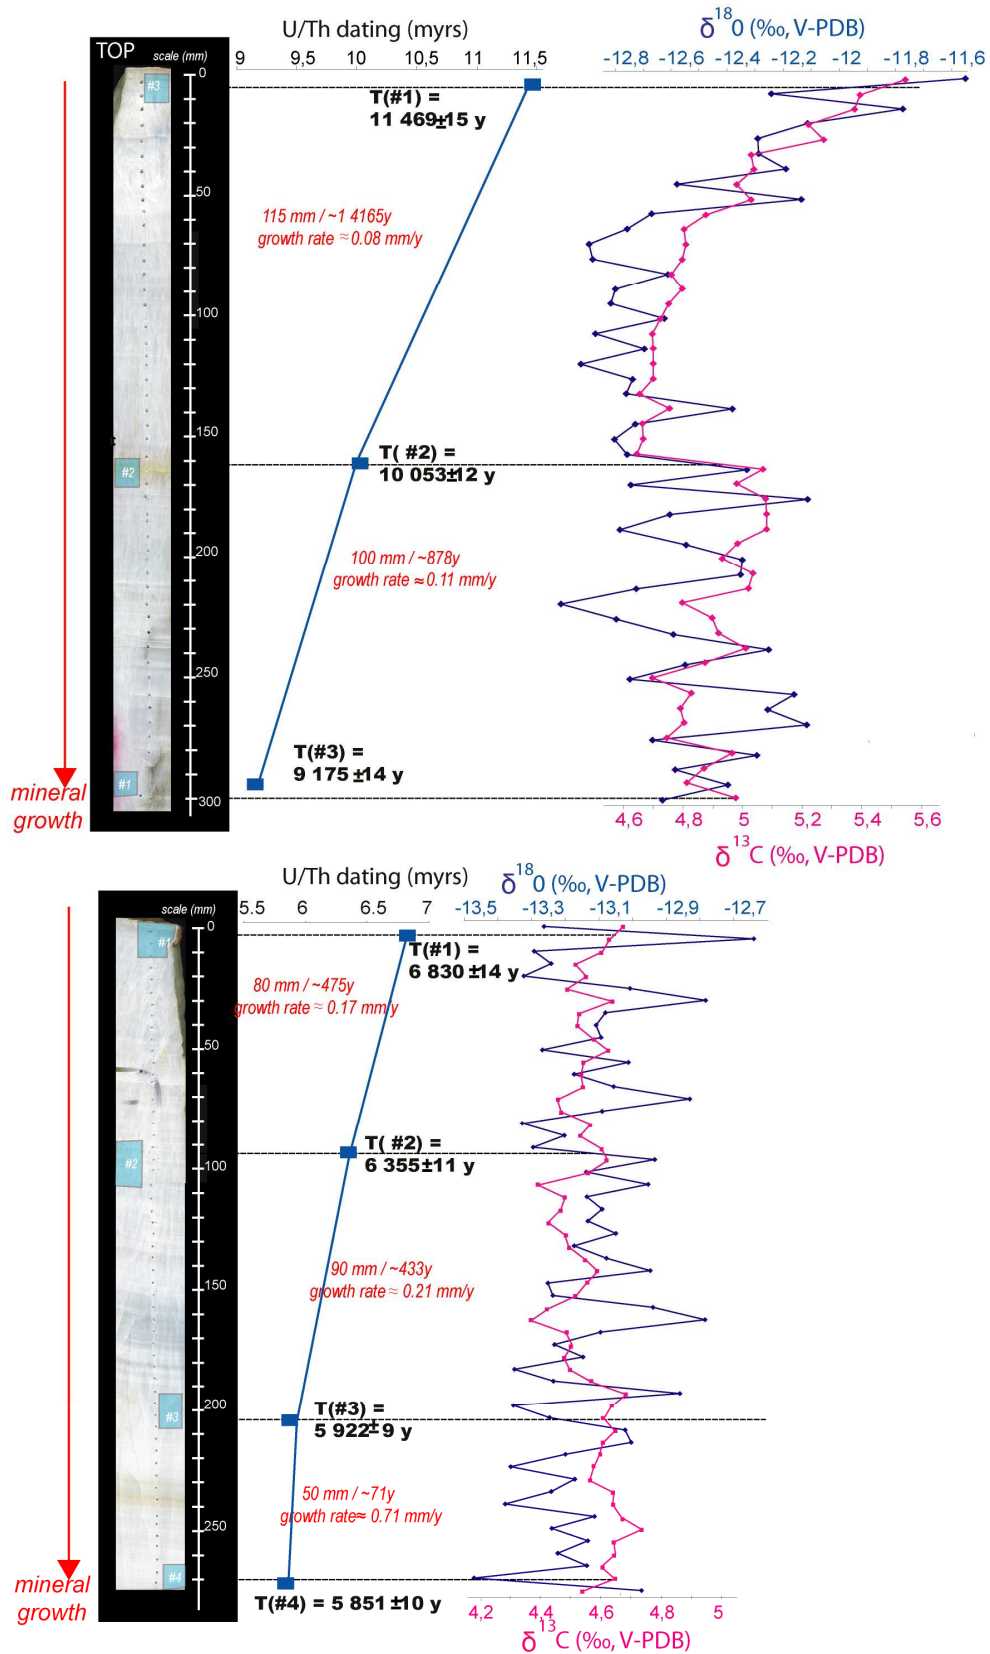 U/Th dating (myrs)
δ18O (‰, V-PDB)
TOP
scale (mm)
9 9,5 10 10,5 11 11,5
-12,8 -12,6 -12,4 -12,2 -12 -11,8 -11,6
0
#3
T(#1) =
11 469±15 y
50
115 mm / ~1 4165y
growth rate ≈0.08 mm/y
100
150
T( #2) =
#2
10 053±12 y
200
100 mm / ~878y
growth rate ≈0.11 mm/y
250
T(#3) =
9 175±14 y
#1
mineral
growth
300
4,6 4,8 5 5,2 5,4 5,6
δ13C (‰, V-PDB)
U/Th dating (myrs)
δ18O (‰, V-PDB)
scale (mm)
5.5 6 6.5 7
-13,5 -13,3 -13,1 -12,9 -12,7
0
#1
T(#1) =
6 830 ±14 y
80 mm / ~475y
growth rate ≈ 0.17 mm/y
50
T( #2) =
6 355±11 y
#2
100
90 mm / ~433y
growth rate ≈ 0.21 mm/y
150
200
T(#3) =
5 922± 9 y
#3
50 mm / ~71y
growth rate≈ 0.71 mm/y
250
#4
mineral
growth
T(#4) = 5 851 ±10 y
4,2 4,4 4,6 4,8 5
δ13C (‰, V-PDB)